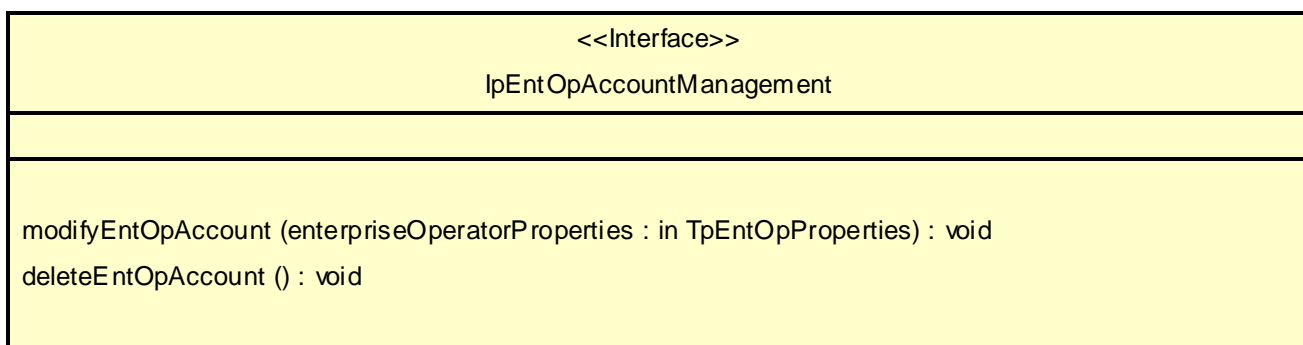 <<Interface>>
IpEntOpAccountManagement
modifyEntOpAccount (enterpriseOperatorProperties : in TpEntOpProperties) : void
deleteEntOpAccount () : void